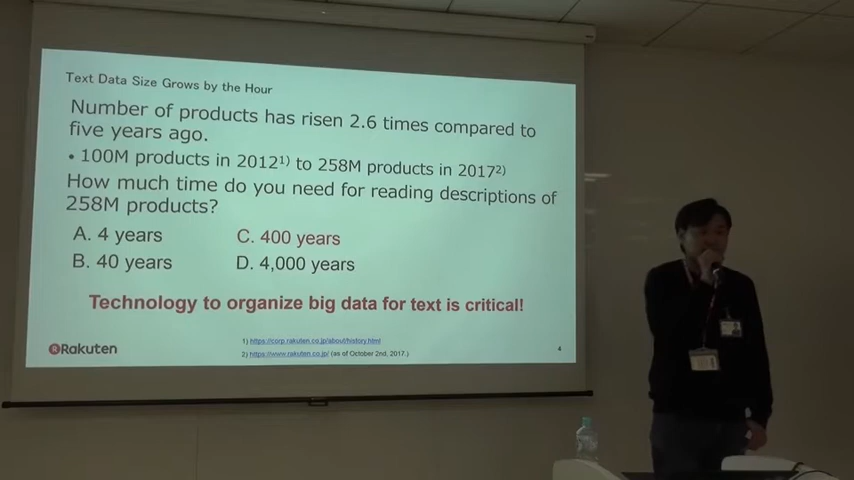 Text Data Size Grows by the Hour
Number of products has risen 2.6 times compared to
five years ago.
• 100M products in 2012¹⁾ to 258M products in 2017²⁾
How much time do you need for reading descriptions of
258M products?
A. 4 years
C. 400 years
B. 40 years
D. 4,000 years
Technology to organize big data for text is critical!
Rakuten
1) https://corp.rakuten.co.jp/about/history.html
2) https://www.rakuten.co.jp/ (as of October 2nd, 2017.)
4